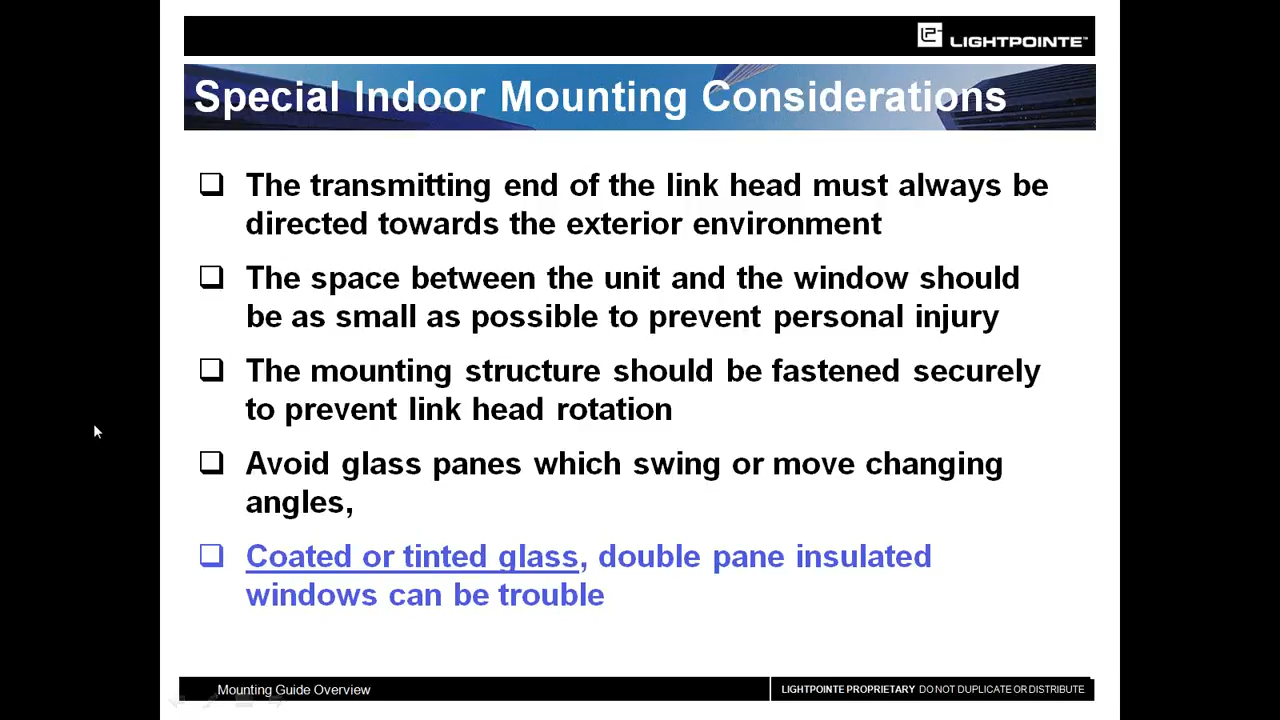 LIGHTPOINTE™
Special Indoor Mounting Considerations
The transmitting end of the link head must always be
directed towards the exterior environment
The space between the unit and the window should
be as small as possible to prevent personal injury
The mounting structure should be fastened securely
to prevent link head rotation
Avoid glass panes which swing or move changing
angles,
Coated or tinted glass, double pane insulated
windows can be trouble
Mounting Guide Overview
LIGHTPOINTE PROPRIETARY DO NOT DUPLICATE OR DISTRIBUTE